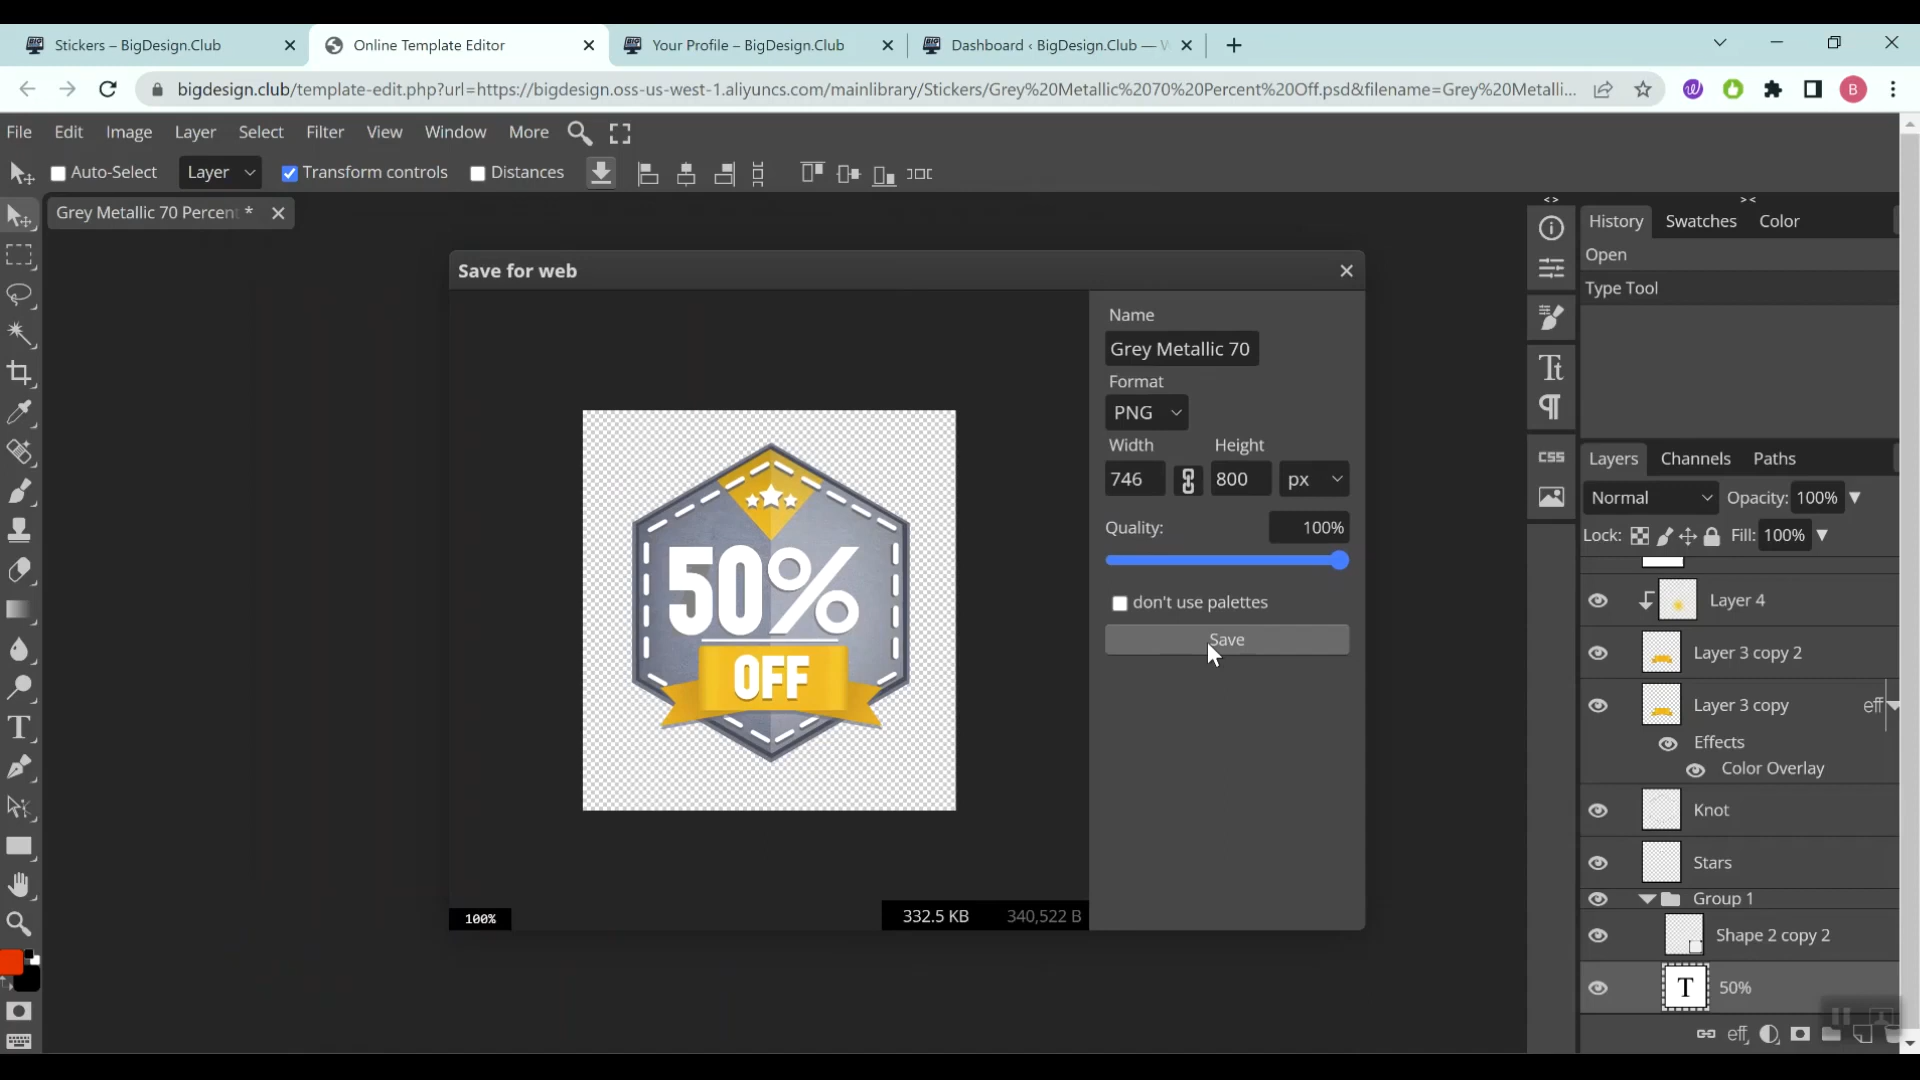 Stickers – BigDesign.Club
Online Template Editor
Your Profile – BigDesign.Club
Dashboard ‹ BigDesign.Club —
bigdesign.club/template-edit.php?url=https://bigdesign.oss-us-west-1.aliyuncs.com/mainlibrary/Stickers/Grey%20Metallic%2070%20Percent%20Off.psd&filename=Grey%20Metalli...
B
File Edit Image Layer Select Filter View Window More
Auto-Select Layer Transform controls Distances
Grey Metallic 70 Percent *
History Swatches Color
Open
Type Tool
Save for web
Name
Grey Metallic 70
Format
PNG
Width Height
746 800 px
Quality: 100%
don't use palettes
Save
50%
OFF
100%
332.5 KB 340,522 B
CSS
Layers Channels Paths
Normal Opacity: 100%
Lock: Fill: 100%
Layer 4
Layer 3 copy 2
Layer 3 copy eff
Effects
Color Overlay
Knot
Stars
Group 1
Shape 2 copy 2
T 50%
eff